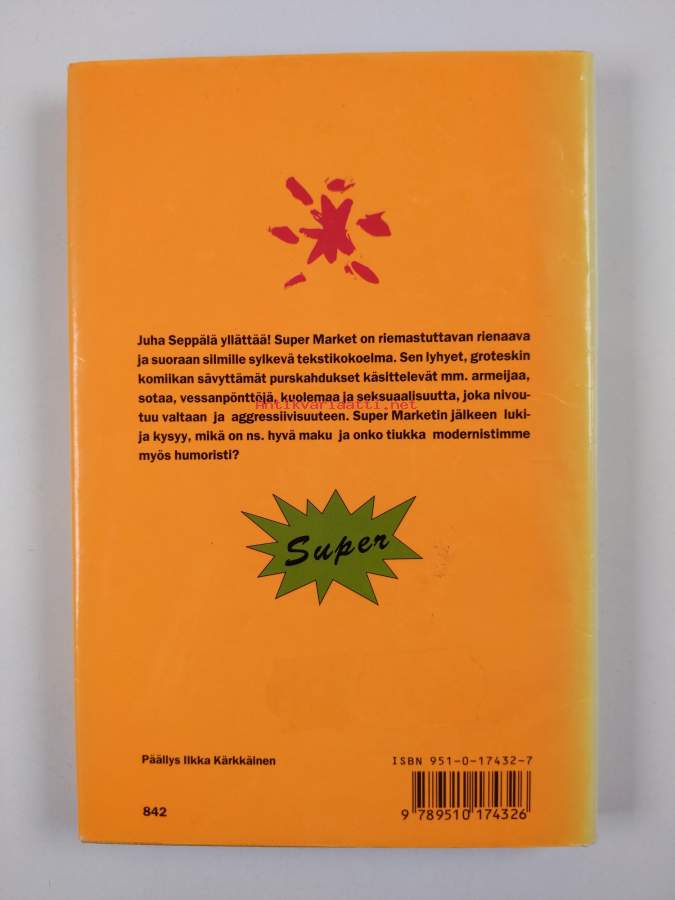 Juha Seppälä yllättää! Super Market on riemastuttavan rienaava
ja suoraan silmille sylkevä tekstikokoelma. Sen lyhyet, groteskin
komiikan sävyttämät purskahdukset käsittelevät mm. armeijaa,
sotaa, vessanpönttöjä, kuolemaa ja seksuaalisuutta, joka nivou-
Antikvariaatti.net
tuu valtaan ja aggressiivisuuteen. Super Marketin jälkeen luki-
ja kysyy, mikä on ns. hyvä maku ja onko tiukka modernistimme
myös humoristi?
Super
Päällys Ilkka Kärkkäinen
ISBN 951-0-17432-7
842
9 789510 174326